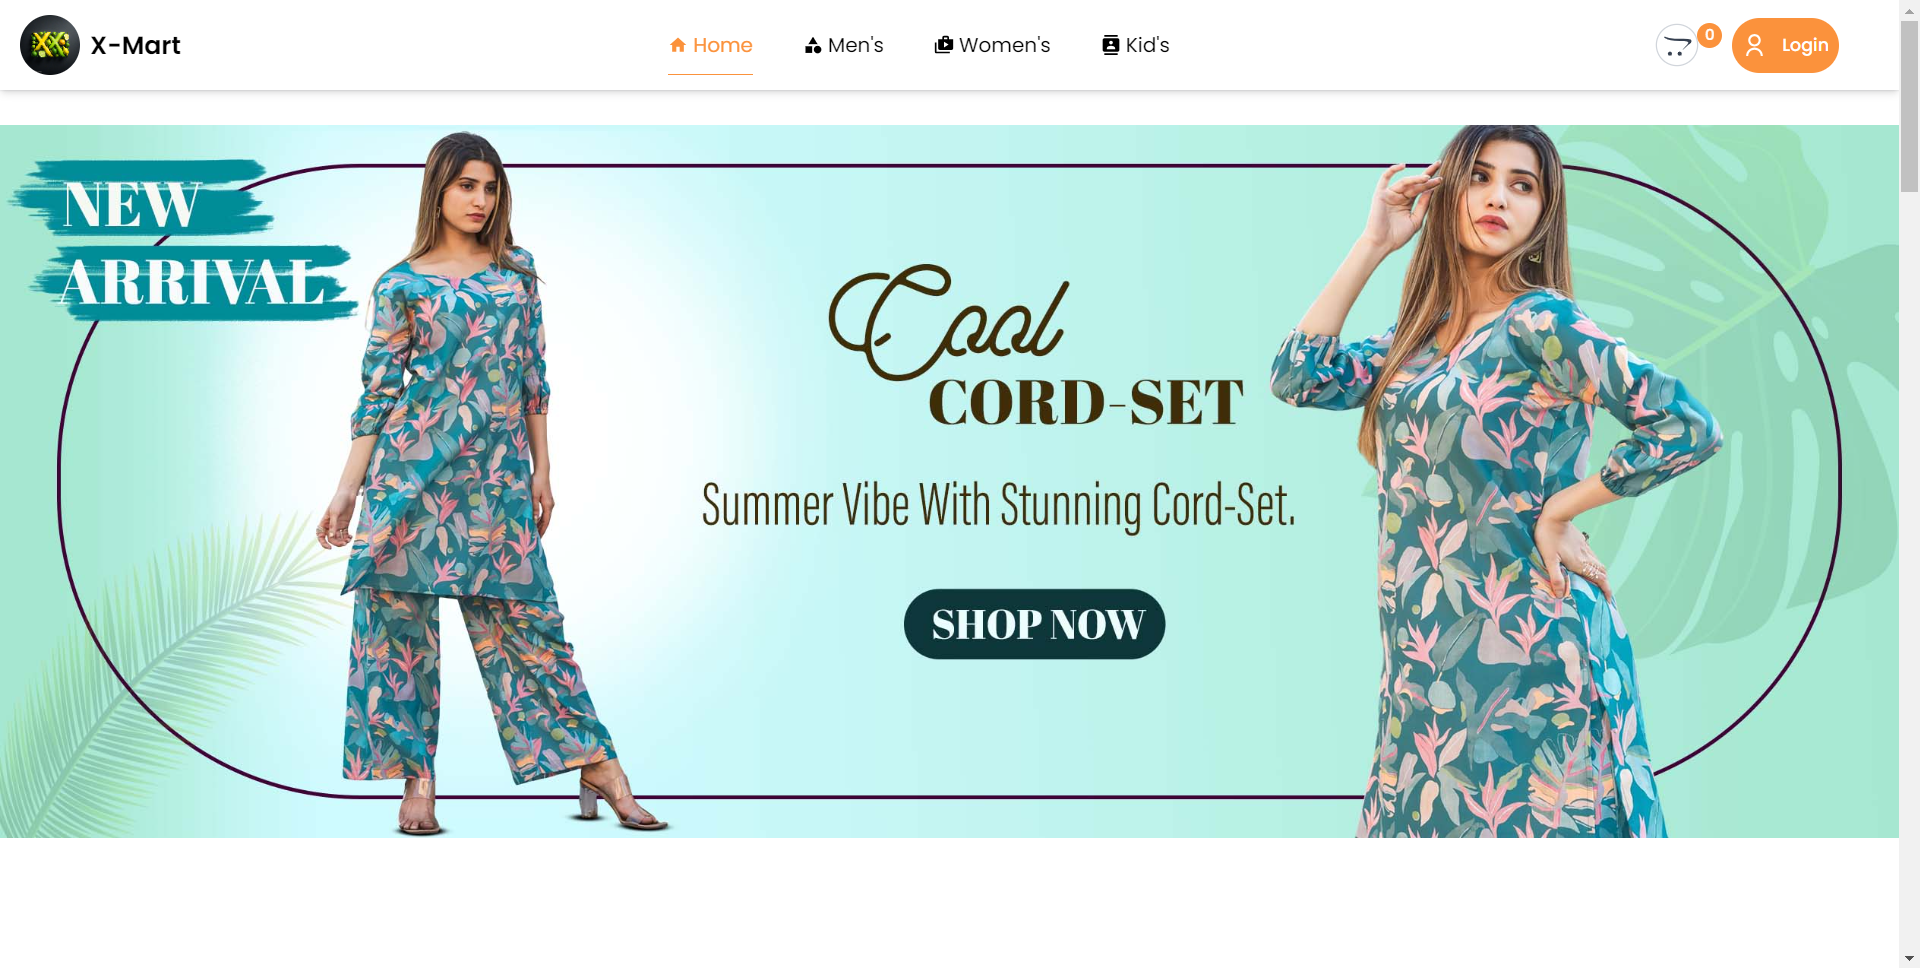 X-Mart
Home
Men's
Women's
Kid's
0
Login
NEW
ARRIVAL
Cool
CORD-SET
Summer Vibe With Stunning Cord-Set.
SHOP NOW